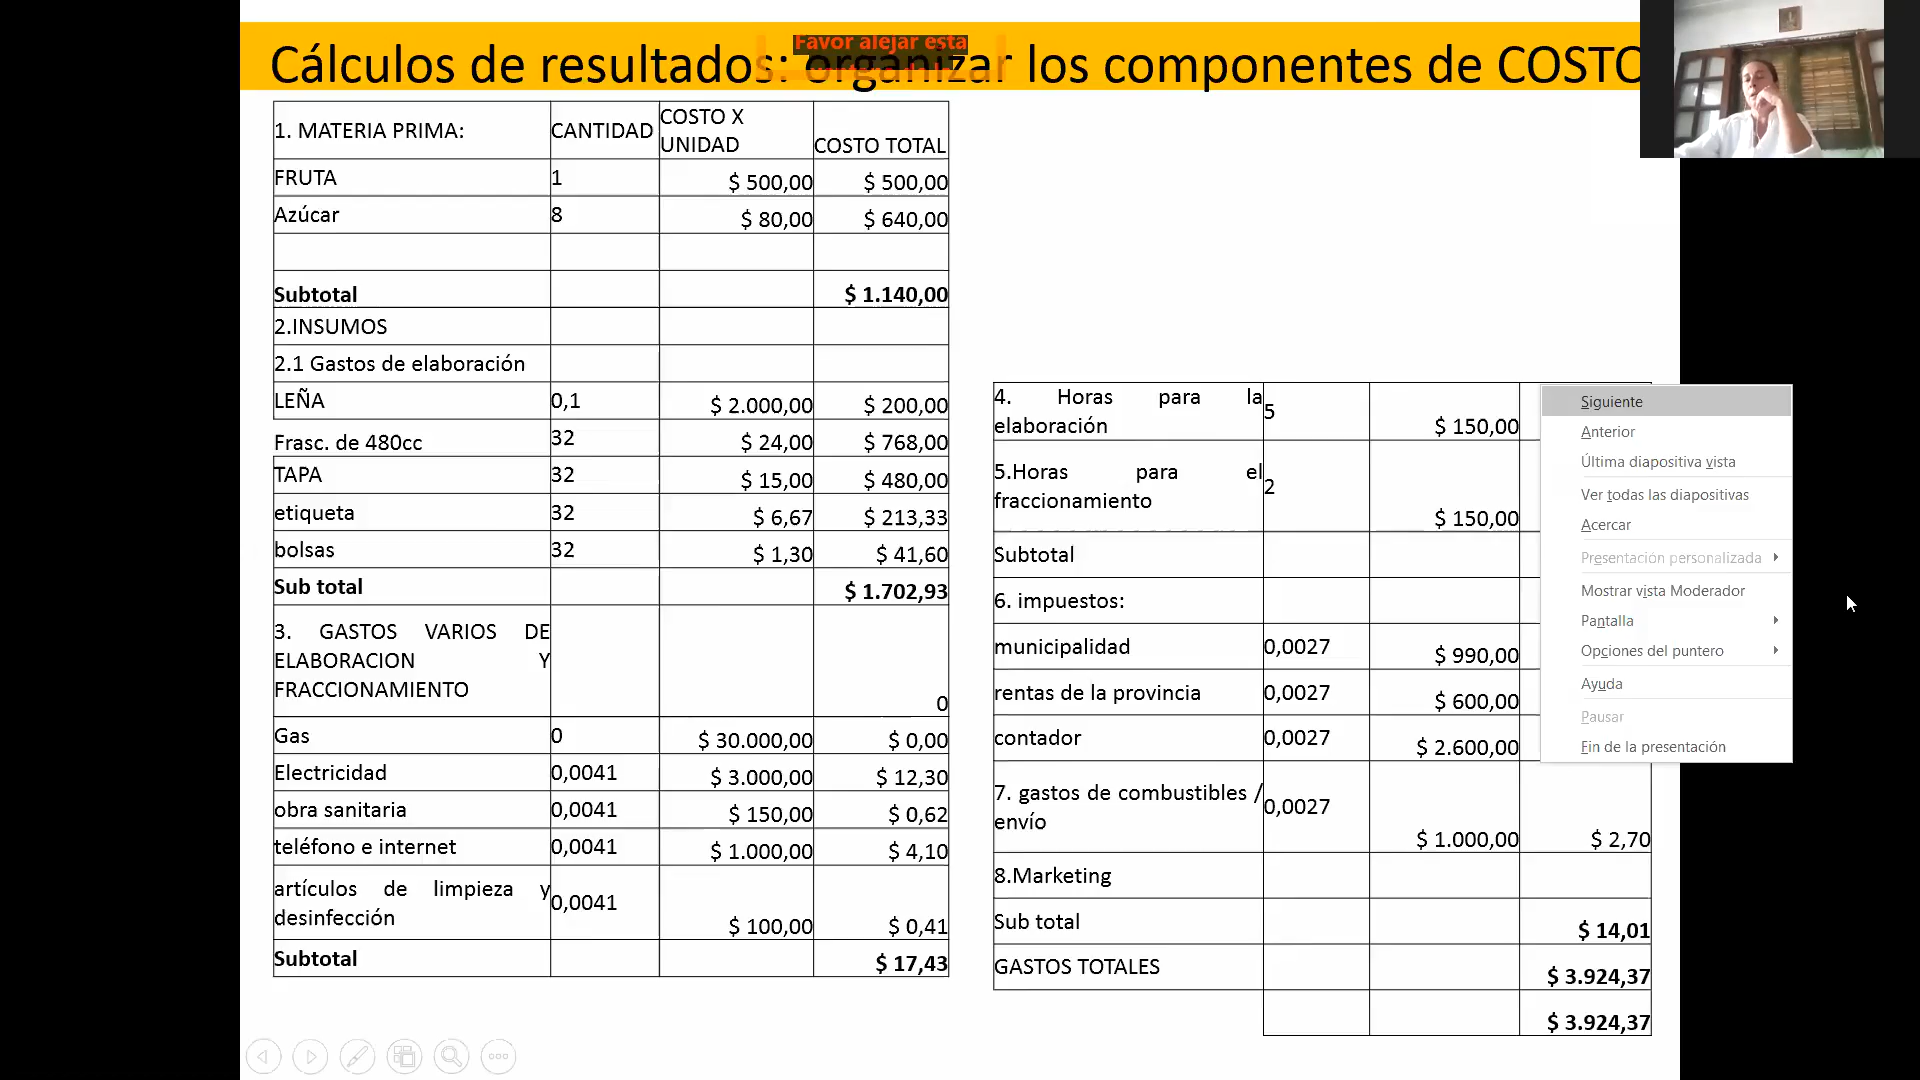 Favor alejar esta
Cálculos de resultados: organizar los componentes de COSTO
1. MATERIA PRIMA: CANTIDAD COSTO X UNIDAD COSTO TOTAL
FRUTA 1 $ 500,00 $ 500,00
Azúcar 8 $ 80,00 $ 640,00
Subtotal $ 1.140,00
2.INSUMOS
2.1 Gastos de elaboración
LEÑA 0,1 $ 2.000,00 $ 200,00
Frasc. de 480cc 32 $ 24,00 $ 768,00
TAPA 32 $ 15,00 $ 480,00
etiqueta 32 $ 6,67 $ 213,33
bolsas 32 $ 1,30 $ 41,60
Sub total $ 1.702,93
3. GASTOS VARIOS DE
ELABORACION Y
FRACCIONAMIENTO 0
Gas 0 $ 30.000,00 $ 0,00
Electricidad 0,0041 $ 3.000,00 $ 12,30
obra sanitaria 0,0041 $ 150,00 $ 0,62
teléfono e internet 0,0041 $ 1.000,00 $ 4,10
artículos de limpieza y
desinfección 0,0041 $ 100,00 $ 0,41
Subtotal $ 17,43
4. Horas para la
elaboración 5 $ 150,00
5.Horas para el
fraccionamiento 2 $ 150,00
Subtotal
6. impuestos:
municipalidad 0,0027 $ 990,00
rentas de la provincia 0,0027 $ 600,00
contador 0,0027 $ 2.600,00
7. gastos de combustibles /
envío 0,0027 $ 1.000,00 $ 2,70
8.Marketing
Sub total $ 14,01
GASTOS TOTALES $ 3.924,37
$ 3.924,37
Siguiente
Anterior
Última diapositiva vista
Ver todas las diapositivas
Acercar
Presentación personalizada
Mostrar vista Moderador
Pantalla
Opciones del puntero
Ayuda
Pausar
Fin de la presentación